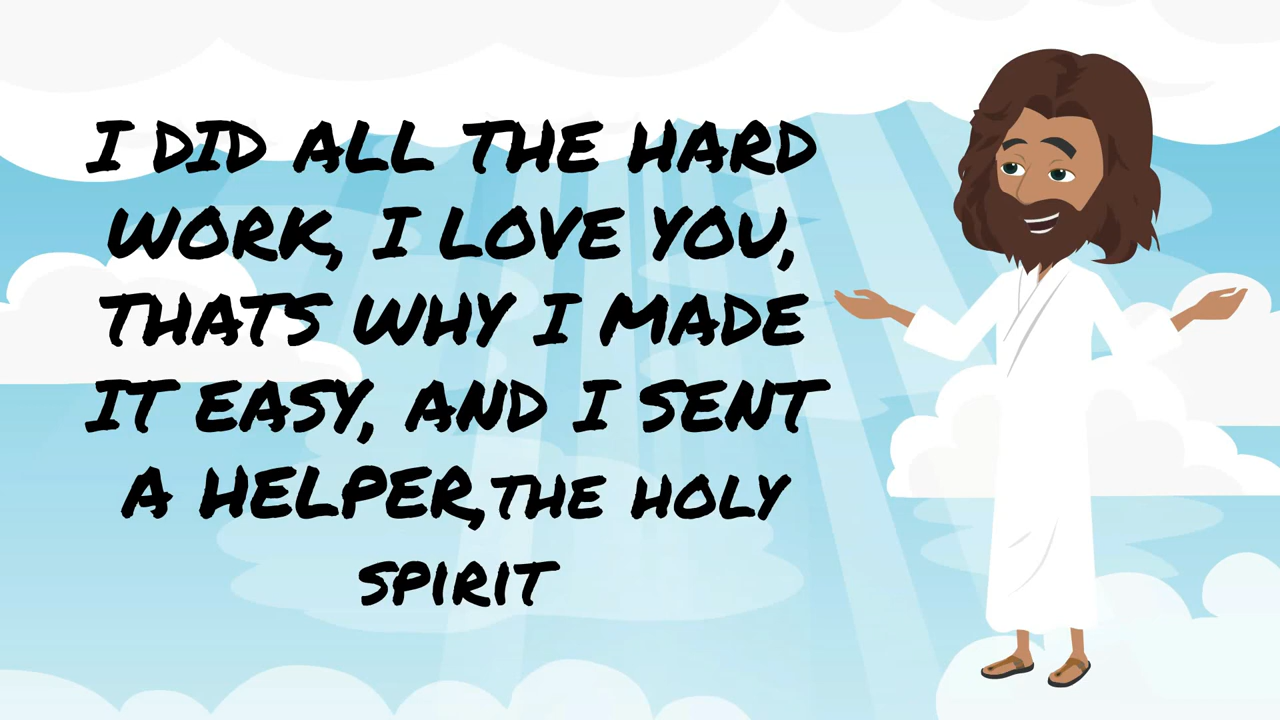 I DID ALL THE HARD
WORK, I LOVE YOU,
THATS WHY I MADE
IT EASY, AND I SENT
A HELPER,THE HOLY
SPIRIT